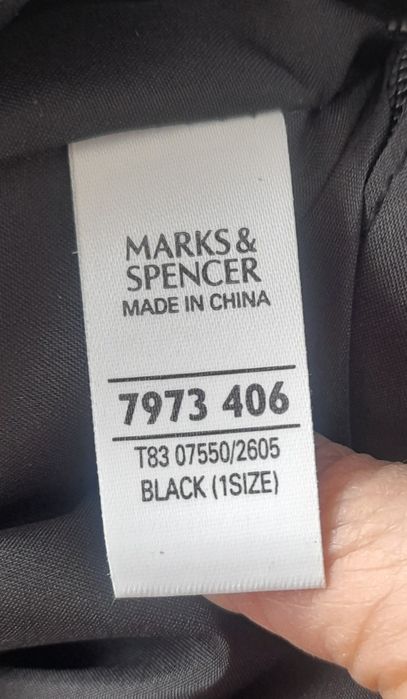 MARKS &
SPENCER
MADE IN CHINA
7973 406
T83 07550/2605
BLACK (1SIZE)